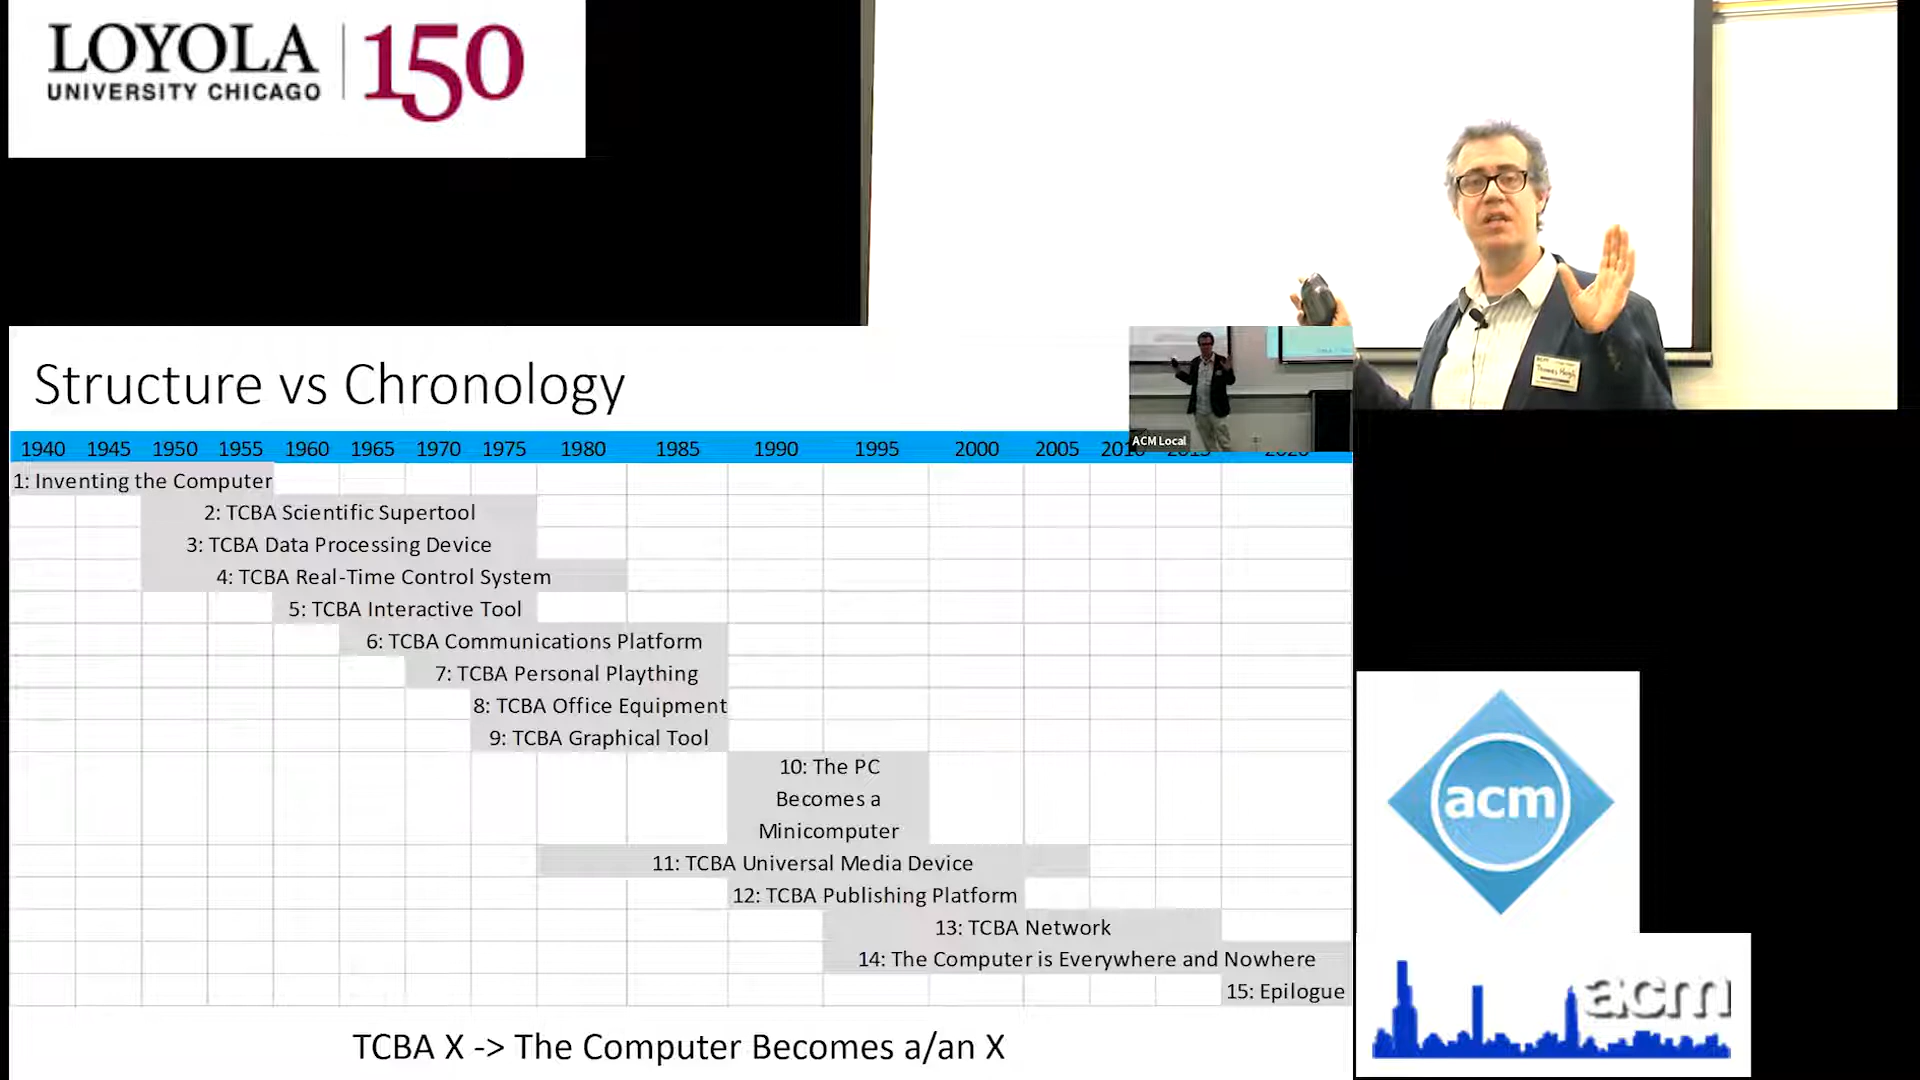 LOYOLA
UNIVERSITY CHICAGO
150
Thomas Haigh
Structure vs Chronology
ACM Local
1940 1945 1950 1955 1960 1965 1970 1975 1980 1985 1990 1995 2000 2005 2010 2015 2020
1: Inventing the Computer
2: TCBA Scientific Supertool
3: TCBA Data Processing Device
4: TCBA Real-Time Control System
5: TCBA Interactive Tool
6: TCBA Communications Platform
7: TCBA Personal Plaything
8: TCBA Office Equipment
9: TCBA Graphical Tool
10: The PC
Becomes a
Minicomputer
11: TCBA Universal Media Device
12: TCBA Publishing Platform
13: TCBA Network
14: The Computer is Everywhere and Nowhere
15: Epilogue
TCBA X -> The Computer Becomes a/an X
acm
acm